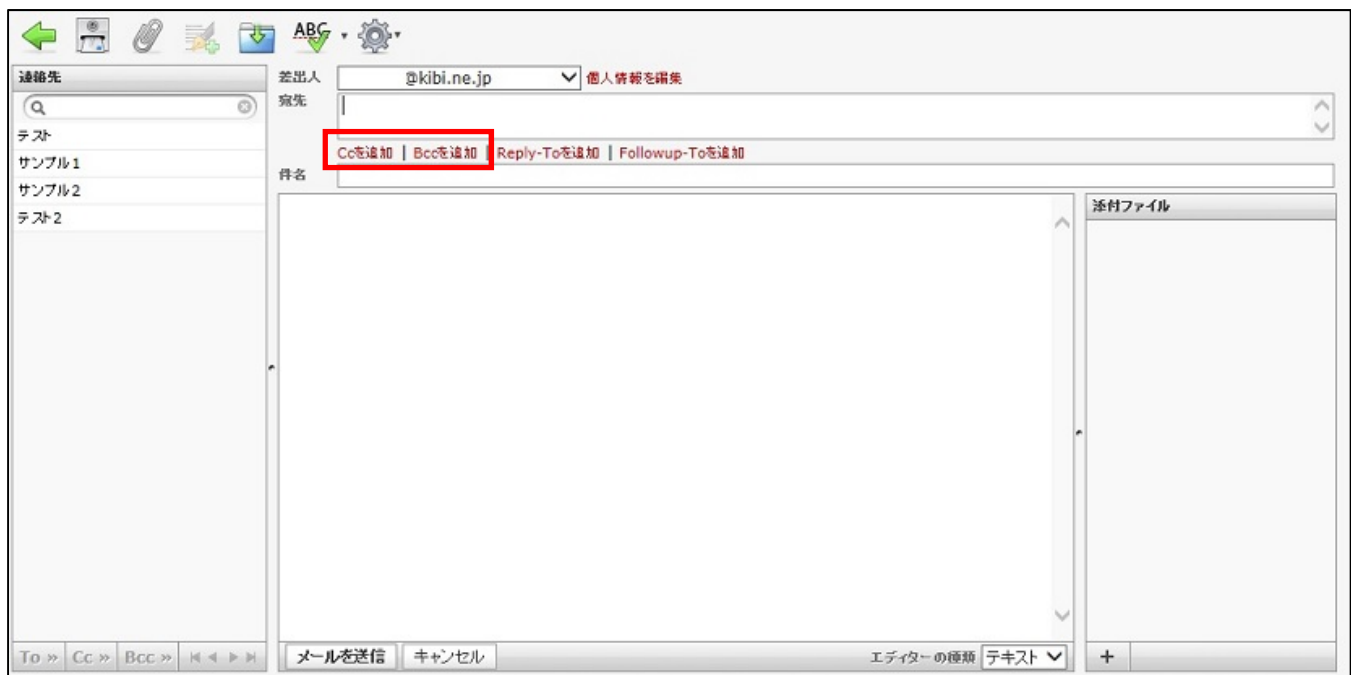 ABC
連絡先
テスト
サンプル1
サンプル2
テスト2
To » Cc » Bcc »
差出人 @kibi.ne.jp 個人情報を編集
宛先
Ccを追加 | Bccを追加 | Reply-Toを追加 | Followup-Toを追加
件名
メールを送信 キャンセル エディターの種類 テキスト
添付ファイル
+